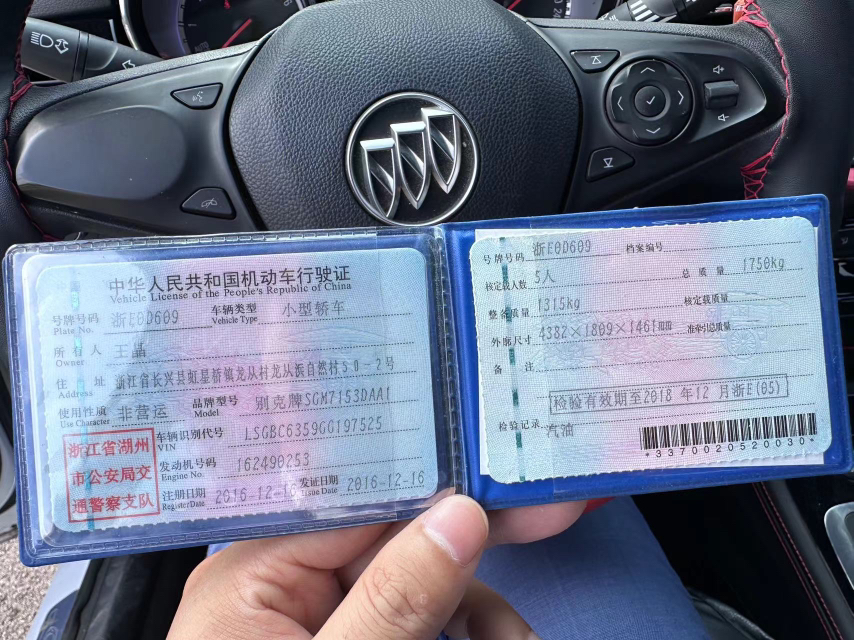 中华人民共和国机动车行驶证
Vehicle License of the People's Republic of China
号牌号码 浙E0D609 车辆类型 小型轿车
Plate No. Vehicle Type
所有人 王晶
Owner
住址 浙江省长兴县虹星桥镇龙从村龙从族自然村50-2号
Address
使用性质 非营运 品牌型号 别克牌SGM7153DAA1
Use Character Model
浙江省湖州
市公安局交
通警察支队
车辆识别代号 LSGBC6359GG197525
VIN
发动机号码 162490253
Engine No.
注册日期 2016-12-16 发证日期 2016-12-16
Register Date Issue Date
号牌号码 浙E0D609 档案编号
核定载人数 5人 总质量 1750kg
整备质量 1315kg 核定载质量
外廓尺寸 4382×1809×1461mm 准牵引总质量
备注
检验有效期至2018年12月浙E(05)
检验记录 汽油
*3370020520030*